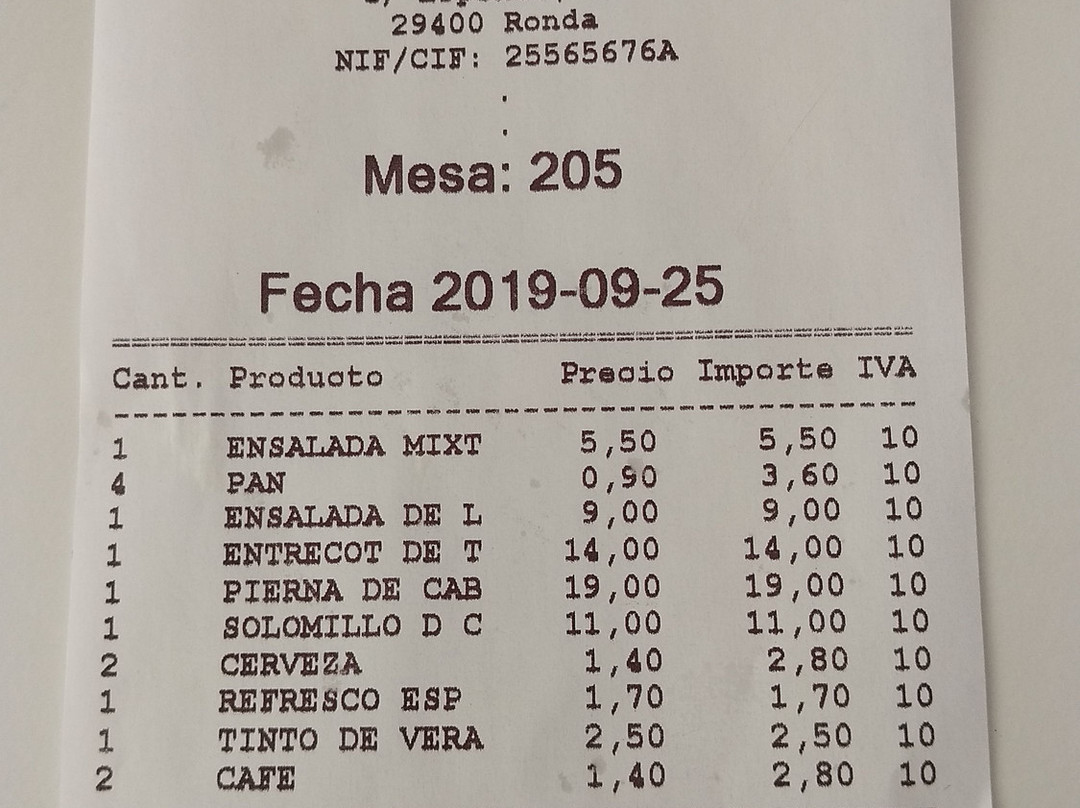 29400 Ronda
NIF/CIF: 25565676A
.
.
Mesa: 205
Fecha 2019-09-25
Cant. Producto Precio Importe IVA
1 ENSALADA MIXT 5,50 5,50 10
4 PAN 0,90 3,60 10
1 ENSALADA DE L 9,00 9,00 10
1 ENTRECOT DE T 14,00 14,00 10
1 PIERNA DE CAB 19,00 19,00 10
1 SOLOMILLO D C 11,00 11,00 10
2 CERVEZA 1,40 2,80 10
1 REFRESCO ESP 1,70 1,70 10
1 TINTO DE VERA 2,50 2,50 10
2 CAFE 1,40 2,80 10